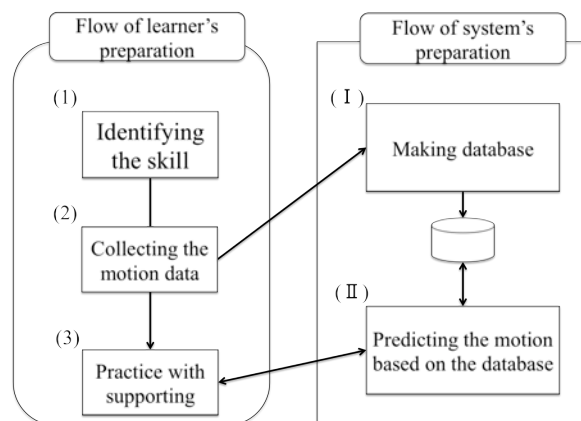 Flow of learner's
preparation
(1)
Identifying
the skill
(2)
Collecting the
motion data
(3)
Practice with
supporting
Flow of system's
preparation
(Ⅰ)
Making database
(Ⅱ)
Predicting the motion
based on the database